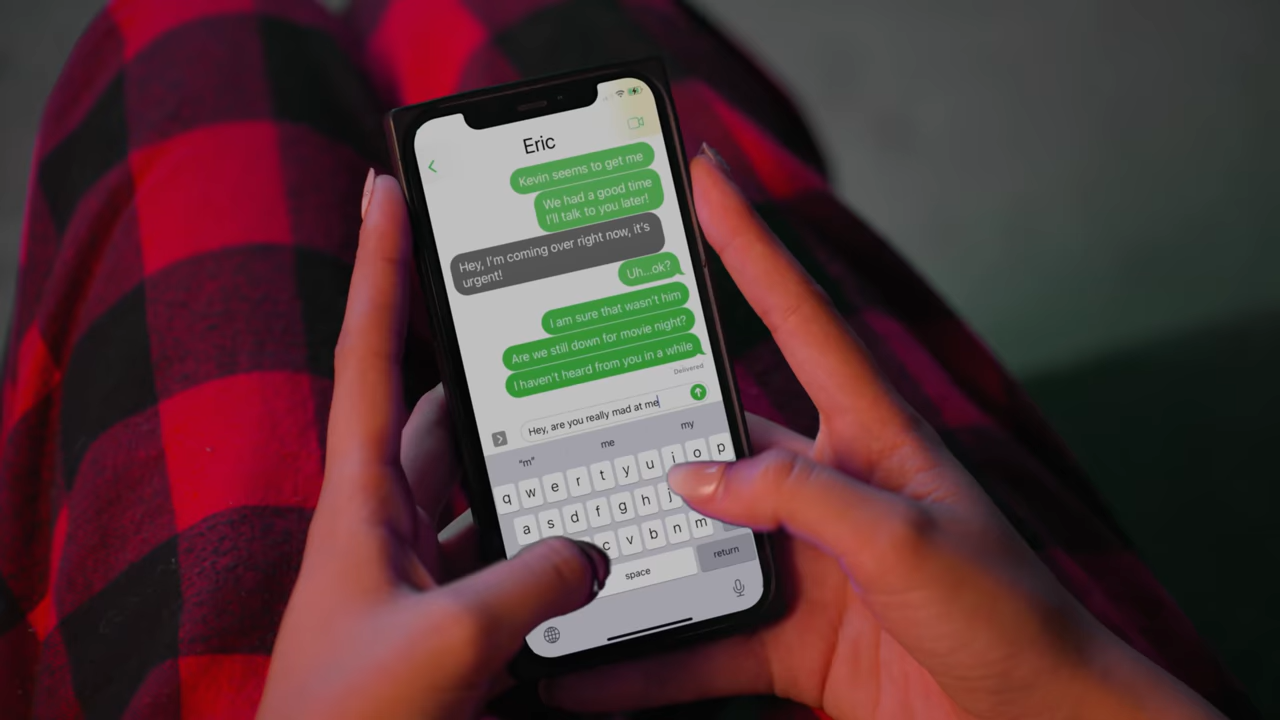 Eric
Kevin seems to get me
We had a good time
I'll talk to you later!
Hey, I'm coming over right now, it's
urgent!
Uh...ok?
I am sure that wasn't him
Are we still down for movie night?
I haven't heard from you in a while
Delivered
Hey, are you really mad at me
"m" me my
q w e r t y u i o p
a s d f g h j
c v b n m
space return